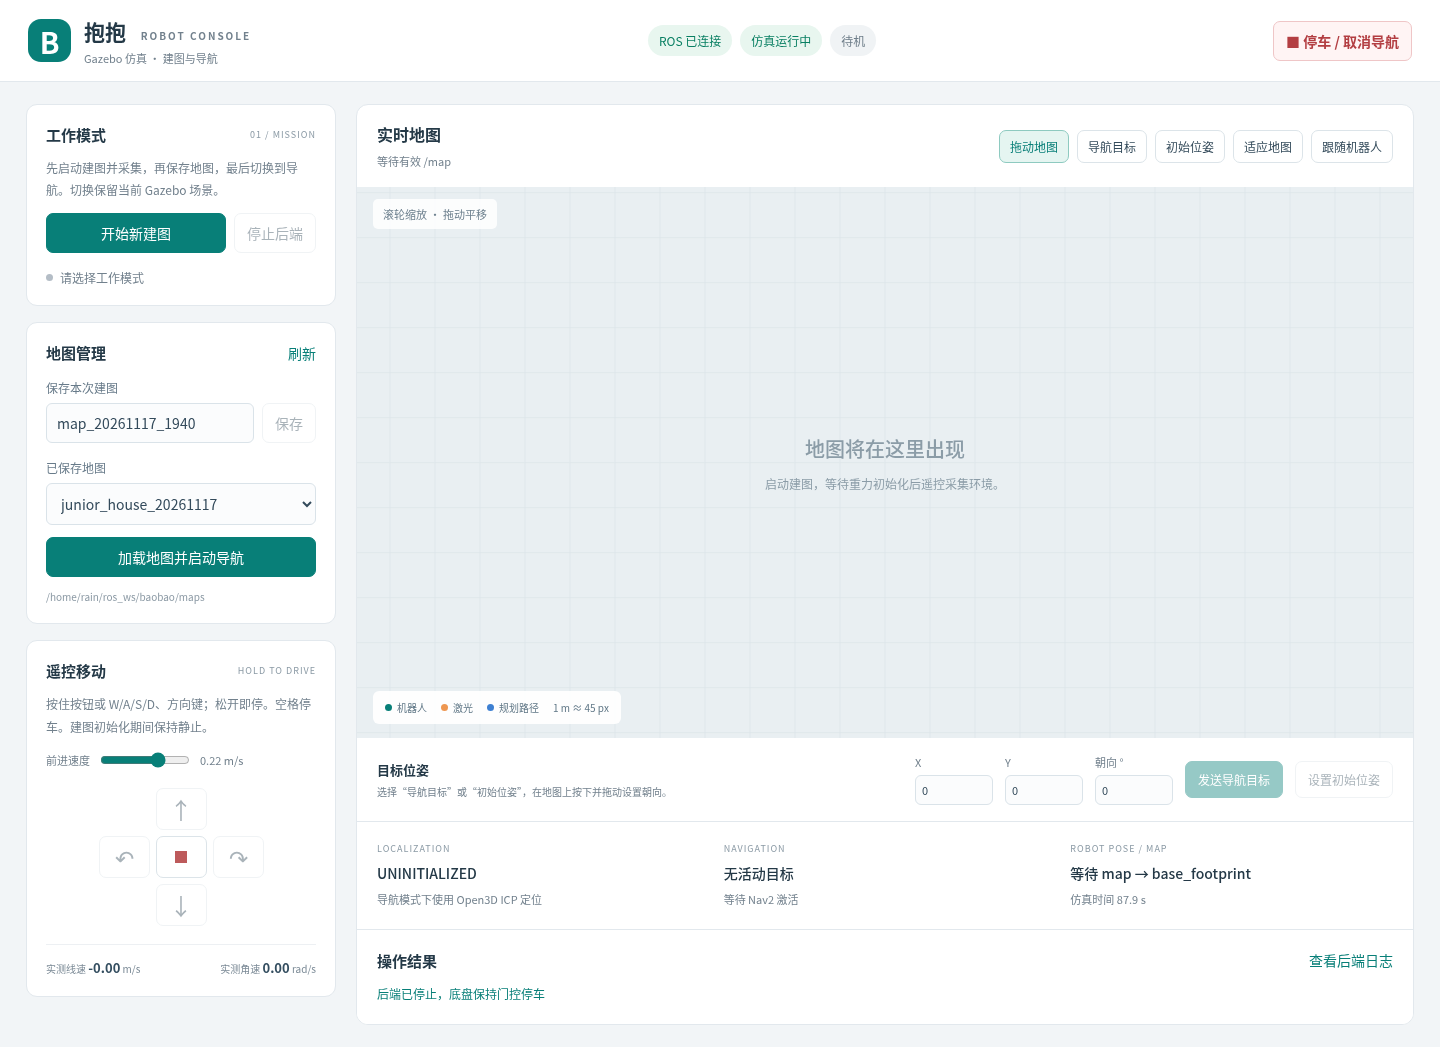 B
抱抱 ROBOT CONSOLE
Gazebo 仿真 · 建图与导航
ROS 已连接
仿真运行中
待机
停车 / 取消导航
工作模式
01 / MISSION
先启动建图并采集，再保存地图，最后切换到导
航。切换保留当前 Gazebo 场景。
开始新建图
停止后端
请选择工作模式
地图管理
刷新
保存本次建图
map_20261117_1940
保存
已保存地图
junior_house_20261117
加载地图并启动导航
/home/rain/ros_ws/baobao/maps
遥控移动
HOLD TO DRIVE
按住按钮或 W/A/S/D、方向键；松开即停。空格停
车。建图初始化期间保持静止。
前进速度
0.22 m/s
↑
↶
↷
↓
实测线速 -0.00 m/s
实测角速 0.00 rad/s
实时地图
等待有效 /map
拖动地图
导航目标
初始位姿
适应地图
跟随机器人
滚轮缩放 · 拖动平移
地图将在这里出现
启动建图，等待重力初始化后遥控采集环境。
机器人
激光
规划路径
1 m ≈ 45 px
目标位姿
选择“导航目标”或“初始位姿”，在地图上按下并拖动设置朝向。
X
0
Y
0
朝向 °
0
发送导航目标
设置初始位姿
LOCALIZATION
UNINITIALIZED
导航模式下使用 Open3D ICP 定位
NAVIGATION
无活动目标
等待 Nav2 激活
ROBOT POSE / MAP
等待 map → base_footprint
仿真时间 87.9 s
操作结果
查看后端日志
后端已停止，底盘保持门控停车